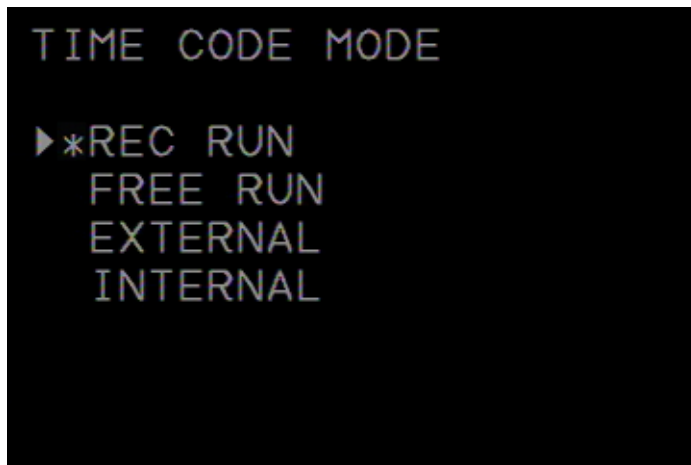 TIME CODE MODE
▶*REC RUN
FREE RUN
EXTERNAL
INTERNAL